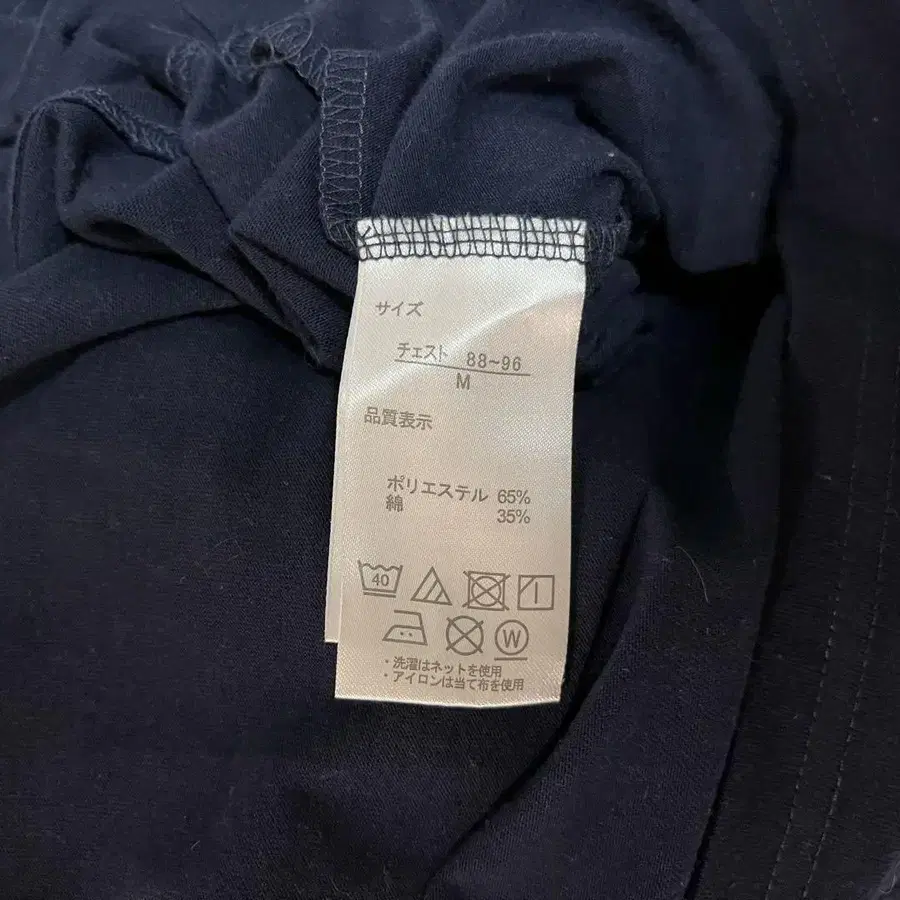 サイズ
チェスト 88~96
M
品質表示
ポリエステル 65%
綿 35%
40
W
・洗濯はネットを使用
・アイロンは当て布を使用